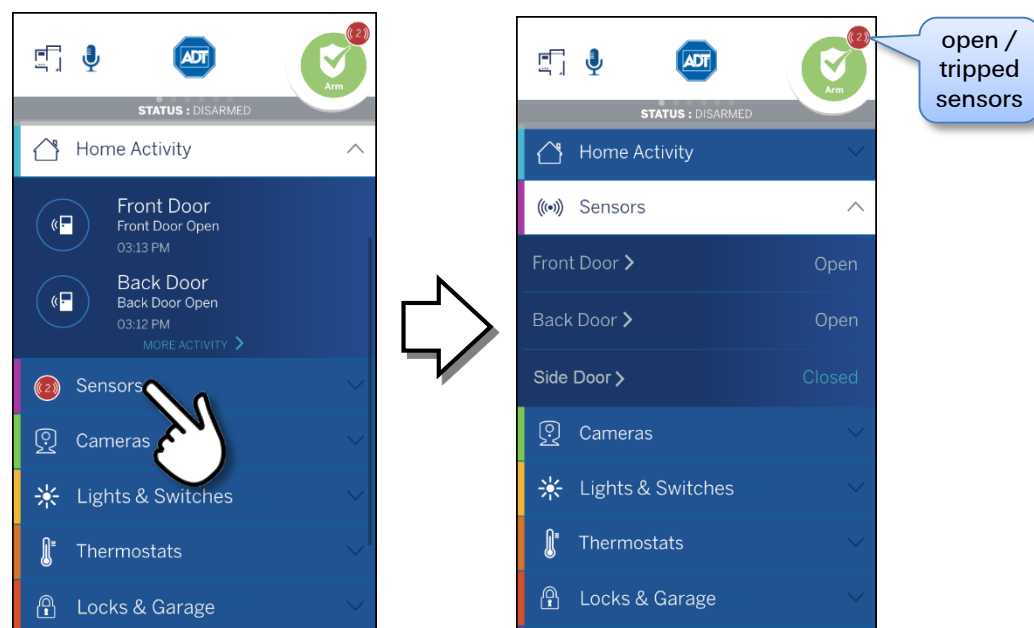 2
ADT
Arm
STATUS : DISARMED
Home Activity
Front Door
Front Door Open
03:13 PM
Back Door
Back Door Open
03:12 PM
MORE ACTIVITY >
2
Sensors
Cameras
Lights & Switches
Thermostats
Locks & Garage
2
ADT
Arm
STATUS : DISARMED
Home Activity
Sensors
Front Door > Open
Back Door > Open
Side Door > Closed
Cameras
Lights & Switches
Thermostats
Locks & Garage
open /
tripped
sensors